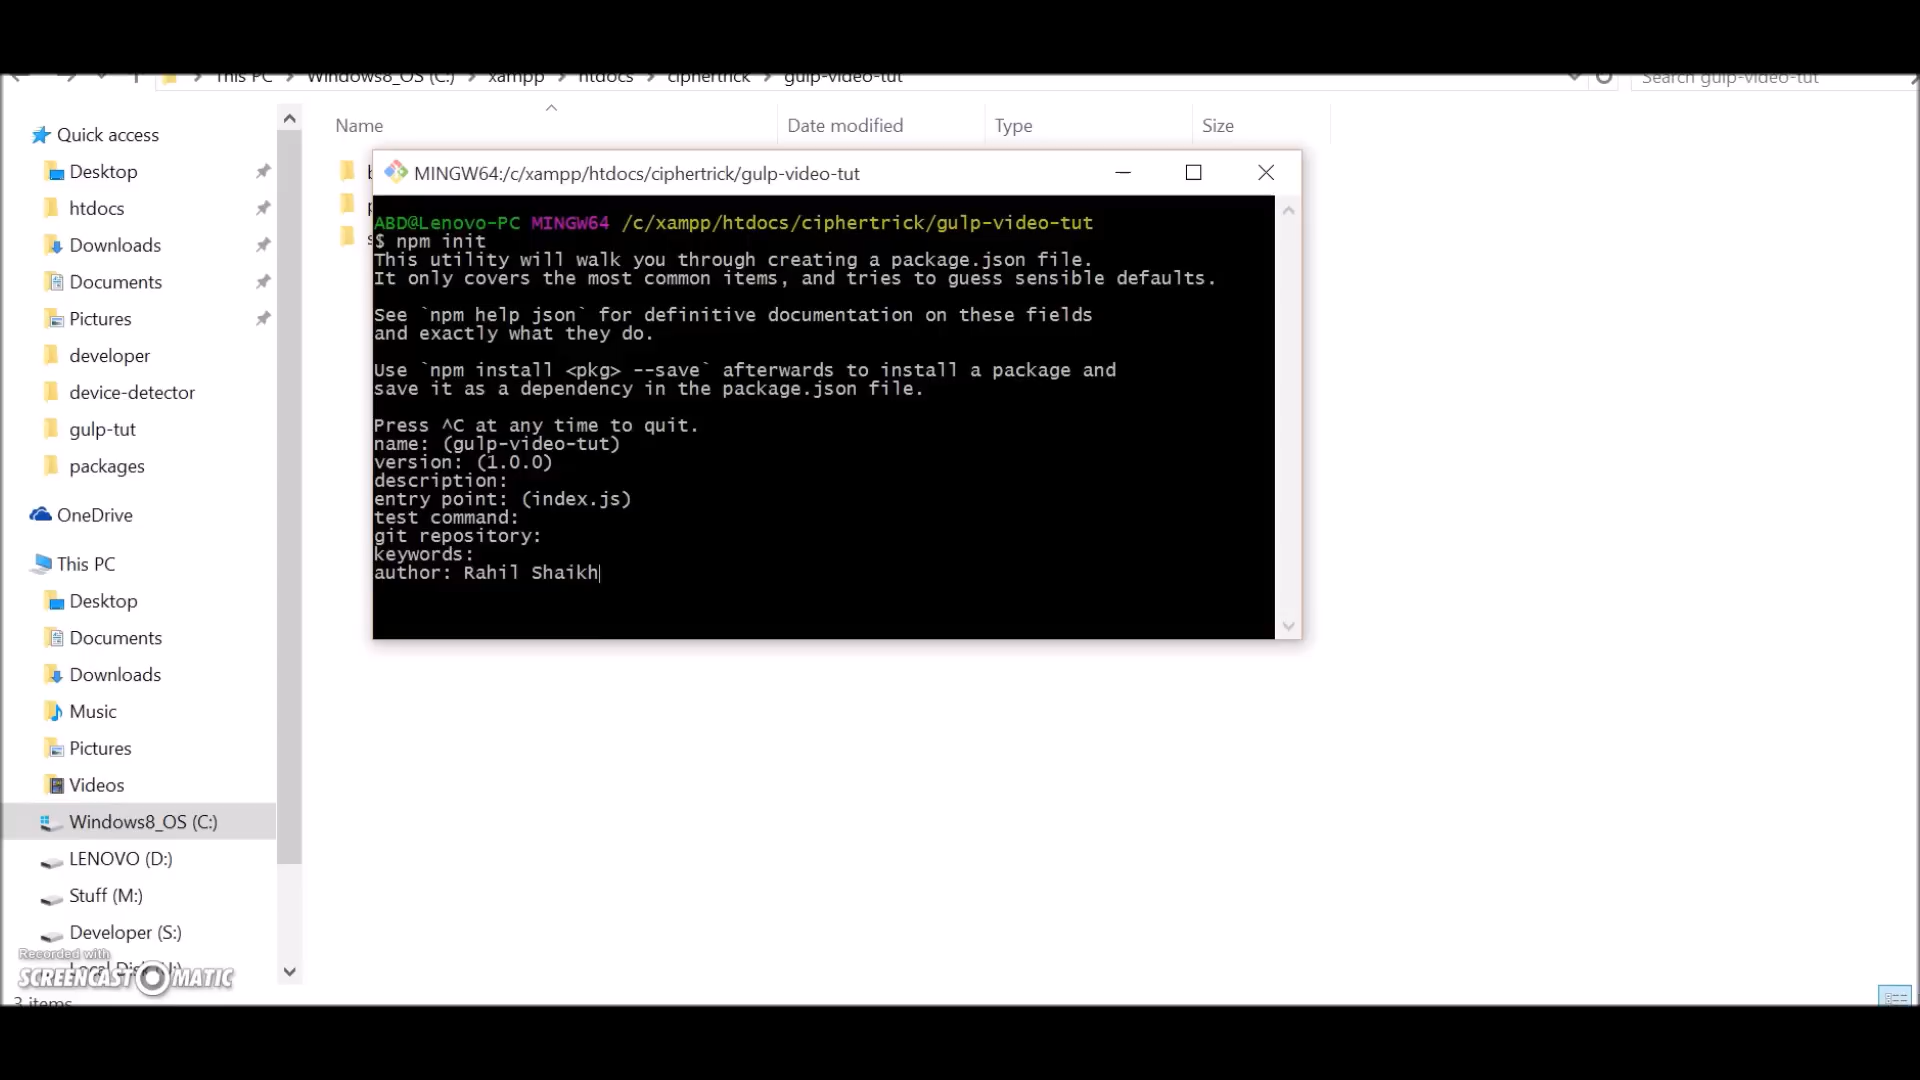 This PC > Windows8_OS (C:) > xampp > htdocs > ciphertrick > gulp-video-tut
Search gulp-video-tut
Name
Date modified
Type
Size
Quick access
Desktop
htdocs
Downloads
Documents
Pictures
developer
device-detector
gulp-tut
packages
OneDrive
This PC
Desktop
Documents
Downloads
Music
Pictures
Videos
Windows8_OS (C:)
LENOVO (D:)
Stuff (M:)
Developer (S:)
3 items
MINGW64:/c/xampp/htdocs/ciphertrick/gulp-video-tut
ABD@Lenovo-PC MINGW64 /c/xampp/htdocs/ciphertrick/gulp-video-tut
$ npm init
This utility will walk you through creating a package.json file.
It only covers the most common items, and tries to guess sensible defaults.
See `npm help json` for definitive documentation on these fields
and exactly what they do.
Use `npm install <pkg> --save` afterwards to install a package and
save it as a dependency in the package.json file.
Press ^C at any time to quit.
name: (gulp-video-tut)
version: (1.0.0)
description:
entry point: (index.js)
test command:
git repository:
keywords:
author: Rahil Shaikh
Recorded with
SCREENCAST MATIC